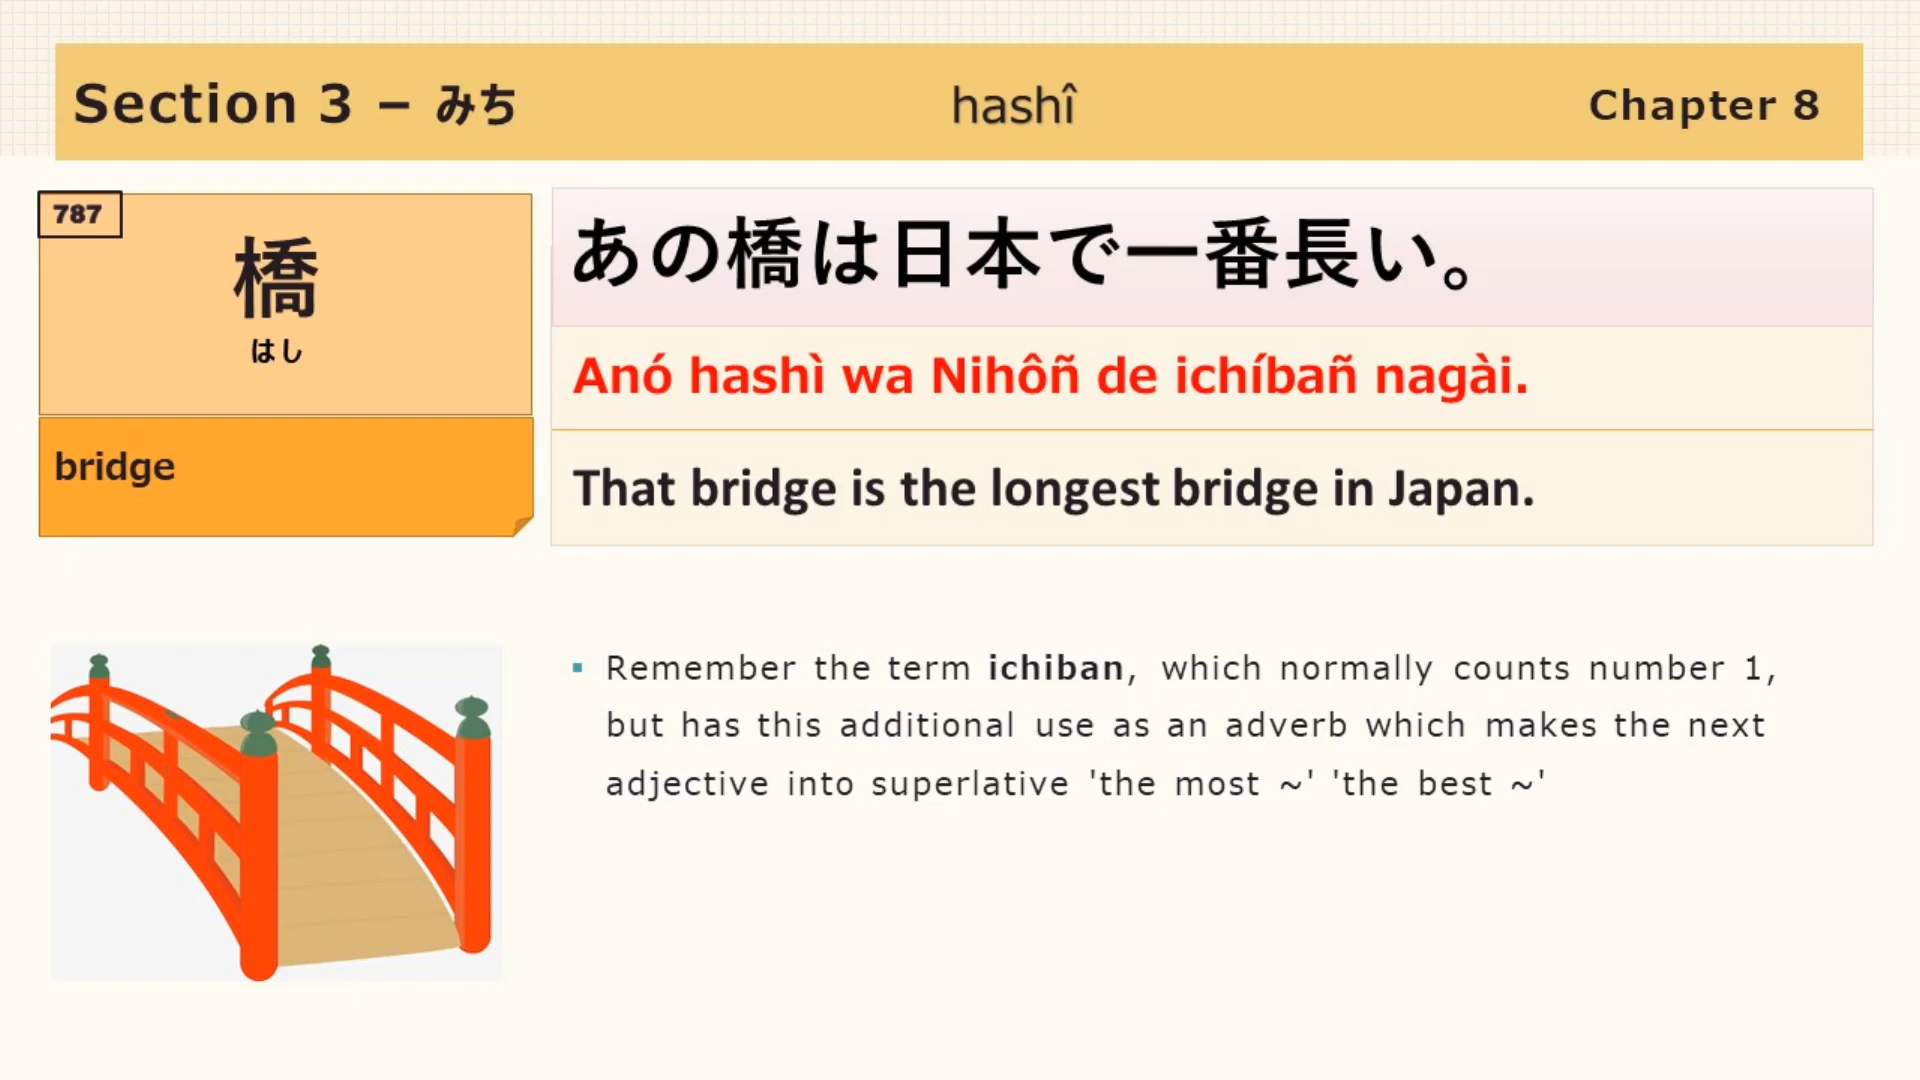 Section 3 – みち
hashî
Chapter 8
787
橋
はし
bridge
あの橋は日本で一番長い。
Anó hashì wa Nihôñ de ichíbañ nagài.
That bridge is the longest bridge in Japan.
▪ Remember the term ichiban, which normally counts number 1,
but has this additional use as an adverb which makes the next
adjective into superlative 'the most ~' 'the best ~'